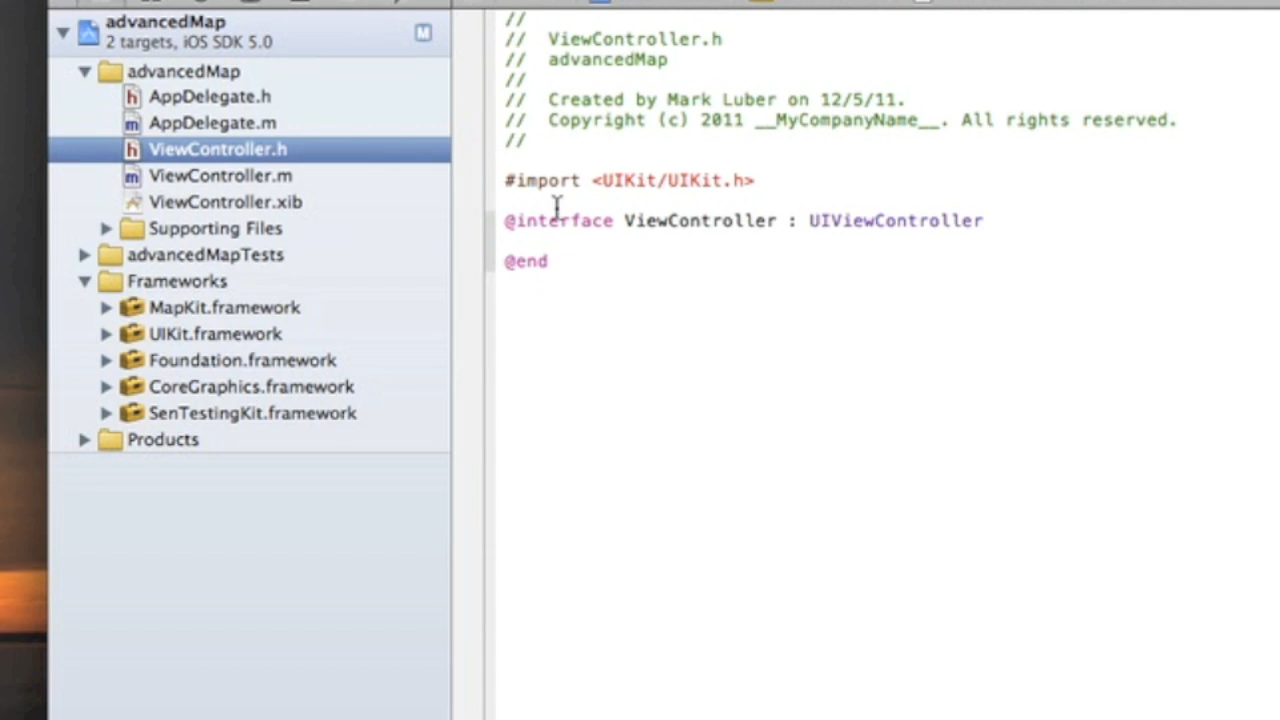 advancedMap
2 targets, iOS SDK 5.0
M
advancedMap
h AppDelegate.h
m AppDelegate.m
h ViewController.h
m ViewController.m
ViewController.xib
Supporting Files
advancedMapTests
Frameworks
MapKit.framework
UIKit.framework
Foundation.framework
CoreGraphics.framework
SenTestingKit.framework
Products
//
// ViewController.h
// advancedMap
//
// Created by Mark Luber on 12/5/11.
// Copyright (c) 2011 __MyCompanyName__. All rights reserved.
//
#import <UIKit/UIKit.h>
@interface ViewController : UIViewController
@end